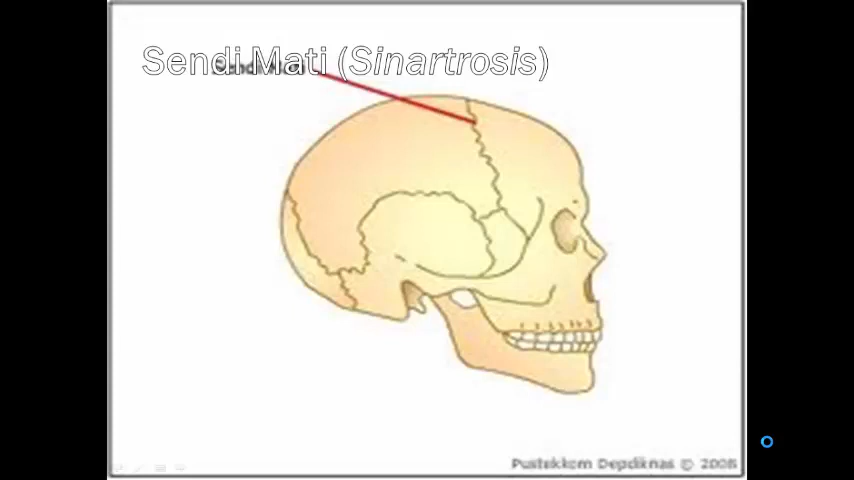 Sendi Mati (Sinartrosis)
Pustekkom Depdiknas © 2008